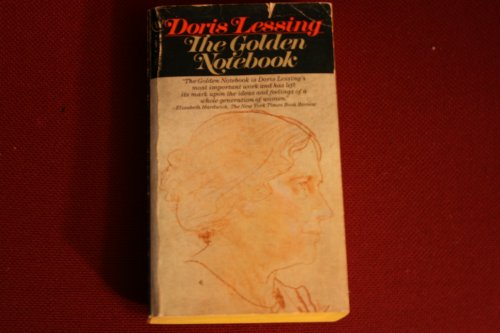 Doris Lessing
The Golden
Notebook
"The Golden Notebook is Doris Lessing's
most important work and has left
its mark upon the ideas and feelings of a
whole generation of women."
-Elizabeth Hardwick, The New York Times Book Review